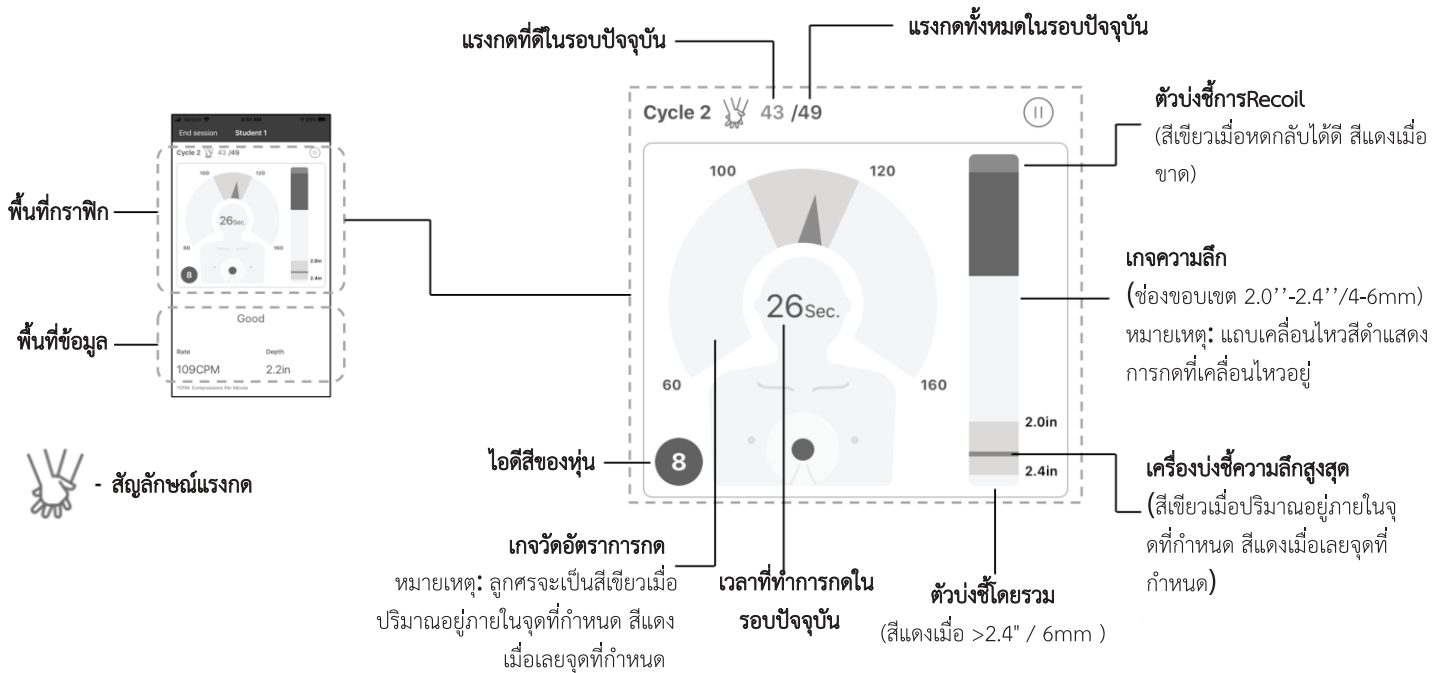 แรงกดที่ดีในรอบปัจจุบัน
แรงกดทั้งหมดในรอบปัจจุบัน
Cycle 2 43 /49
ตัวบ่งชี้การRecoil
(สีเขียวเมื่อหดกลับได้ดี สีแดงเมื่อ
ขาด)
End session Student 1
Cycle 2 43 /49
100 120
26Sec.
60 160
2.0in
2.4in
8
พื้นที่กราฟิก
100 120
26Sec.
60 160
2.0in
2.4in
8
เกจความลึก
(ช่องขอบเขต 2.0’’-2.4’’/4-6mm)
หมายเหตุ: แถบเคลื่อนไหวสีดำแสดง
การกดที่เคลื่อนไหวอยู่
พื้นที่ข้อมูล
Good
Rate Depth
109CPM 2.2in
*CPM: Compressions Per Minute
- สัญลักษณ์แรงกด
ไอดีสีของหุ่น
เครื่องบ่งชี้ความลึกสูงสุด
(สีเขียวเมื่อปริมาณอยู่ภายในจุ
ดที่กำหนด สีแดงเมื่อเลยจุดที่
กำหนด)
เกจวัดอัตราการกด
หมายเหตุ: ลูกศรจะเป็นสีเขียวเมื่อ
ปริมาณอยู่ภายในจุดที่กำหนด สีแดง
เมื่อเลยจุดที่กำหนด
เวลาที่ทำการกดใน
รอบปัจจุบัน
ตัวบ่งชี้โดยรวม
(สีแดงเมื่อ >2.4" / 6mm )